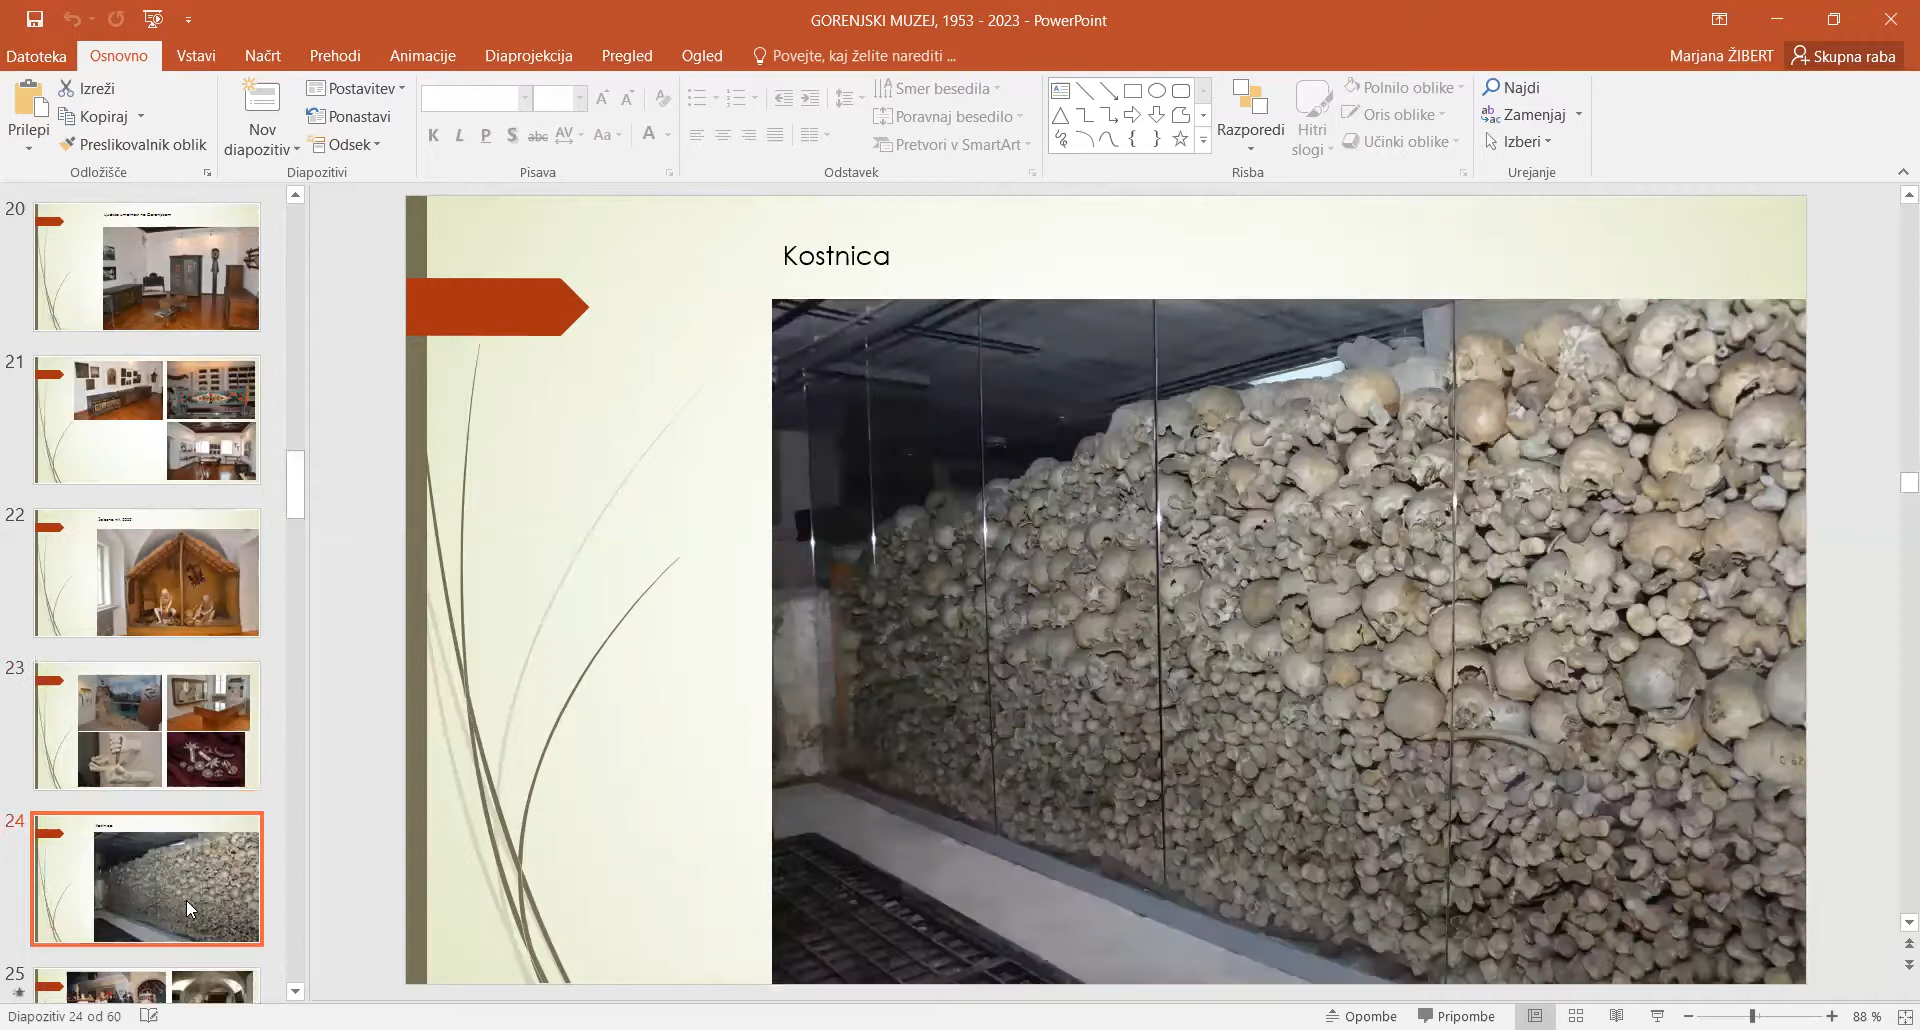 GORENJSKI MUZEJ, 1953 - 2023 - PowerPoint
Datoteka Osnovno Vstavi Načrt Prehodi Animacije Diaprojekcija Pregled Ogled Povejte, kaj želite narediti ... Marjana ŽIBERT Skupna raba
Prilepi
Izreži
Kopiraj
Preslikovalnik oblik
Odložišče
Nov
diapozitiv
Postavitev
Ponastavi
Odsek
Diapozitivi
K L P S abc AV Aa A
Pisava
Smer besedila
Poravnaj besedilo
Pretvori v SmartArt
Odstavek
Razporedi
Hitri
slogi
Polnilo oblike
Oris oblike
Učinki oblike
Risba
Najdi
Zamenjaj
Izberi
Urejanje
20
21
22
23
24
25
Kostnica
Diapozitiv 24 od 60
Opombe Pripombe 88 %